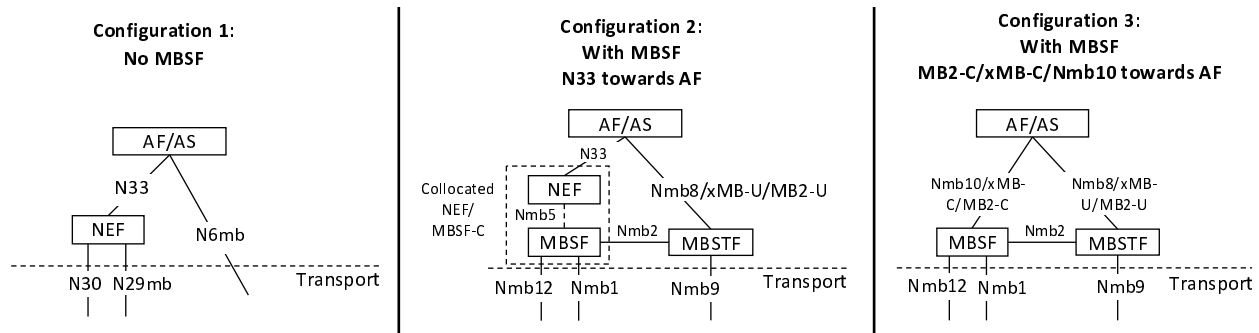 Configuration 1:
No MBSF
AF/AS
N33
NEF
N6mb
Transport
N30
N29mb
Configuration 2:
With MBSF
N33 towards AF
AF/AS
N33
Collocated
NEF/
MBSF-C
NEF
Nmb8/xMB-U/MB2-U
Nmb5
MBSF
Nmb2
MBSTF
Transport
Nmb12
Nmb1
Nmb9
Configuration 3:
With MBSF
MB2-C/xMB-C/Nmb10 towards AF
AF/AS
Nmb10/xMB-
C/MB2-C
Nmb8/xMB-
U/MB2-U
MBSF
Nmb2
MBSTF
Transport
Nmb12
Nmb1
Nmb9